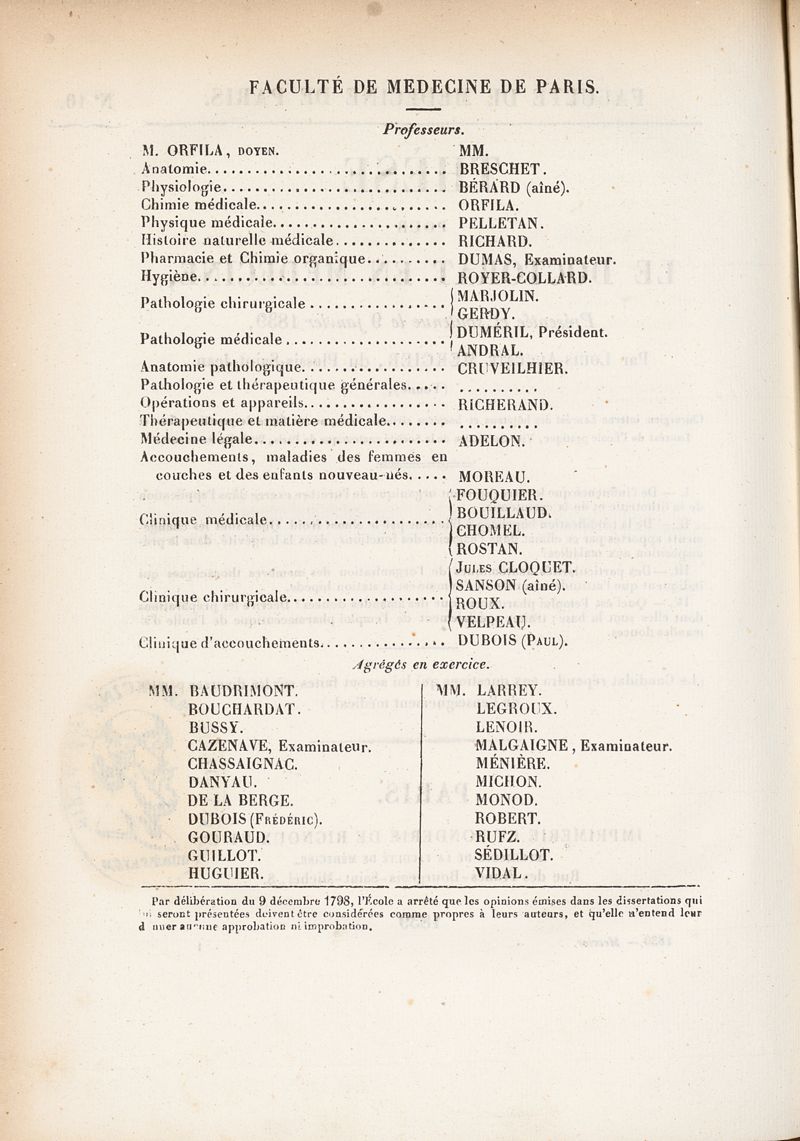 FACULTÉ DE MEDECINE DE PARIS.
Professeurs.
M. ORFILA, DOYEN. MM.
Anatomie........................ BRESCHET.
Physiologie........................ BÉRARD (aîné).
Chimie médicale........................ ORFILA.
Physique médicale........................ PELLETAN.
Histoire naturelle médicale.............. RICHARD.
Pharmacie et Chimie organique.......... DUMAS, Examinateur.
Hygiène............................ ROYER-COLLARD.
Pathologie chirurgicale .................. MARJOLIN.
GERDY.
Pathologie médicale .................... DUMÉRIL, Président.
ANDRAL.
Anatomie pathologique.................. CRUVEILHIER.
Pathologie et thérapeutique générales..... ..........
Opérations et appareils.................. RICHERAND.
Thérapeutique et matière médicale........ ..........
Médecine légale........................ ADELON.
Accouchements, maladies des femmes en
couches et des enfants nouveau-nés..... MOREAU.
Clinique médicale...................... FOUQUIER.
BOUILLAUD.
CHOMEL.
ROSTAN.
Clinique chirurgicale.................... JULES CLOQUET.
SANSON (aîné).
ROUX.
VELPEAU.
Clinique d'accouchements................ DUBOIS (PAUL).
Agrégés en exercice.
MM. BAUDRIMONT.
BOUCHARDAT.
BUSSY.
CAZENAVE, Examinateur.
CHASSAIGNAC.
DANYAU.
DE LA BERGE.
DUBOIS (FRÉDÉRIC).
GOURAUD.
GUILLOT.
HUGUIER.
MM. LARREY.
LEGROUX.
LENOIR.
MALGAIGNE, Examinateur.
MÉNIÈRE.
MICHON.
MONOD.
ROBERT.
RUFZ.
SÉDILLOT.
VIDAL.
Par délibération du 9 décembre 1798, l'École a arrêté que les opinions émises dans les dissertations qui
seront présentées doivent être considérées comme propres à leurs auteurs, et qu'elle n'entend leur
approbation ni improbation.